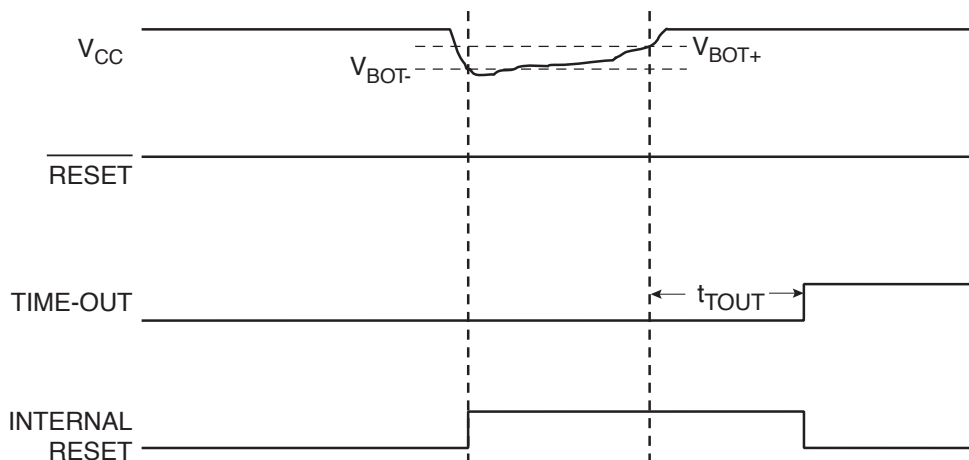 VCC
VBOT-
VBOT+
RESET
TIME-OUT
tTOUT
INTERNAL
RESET